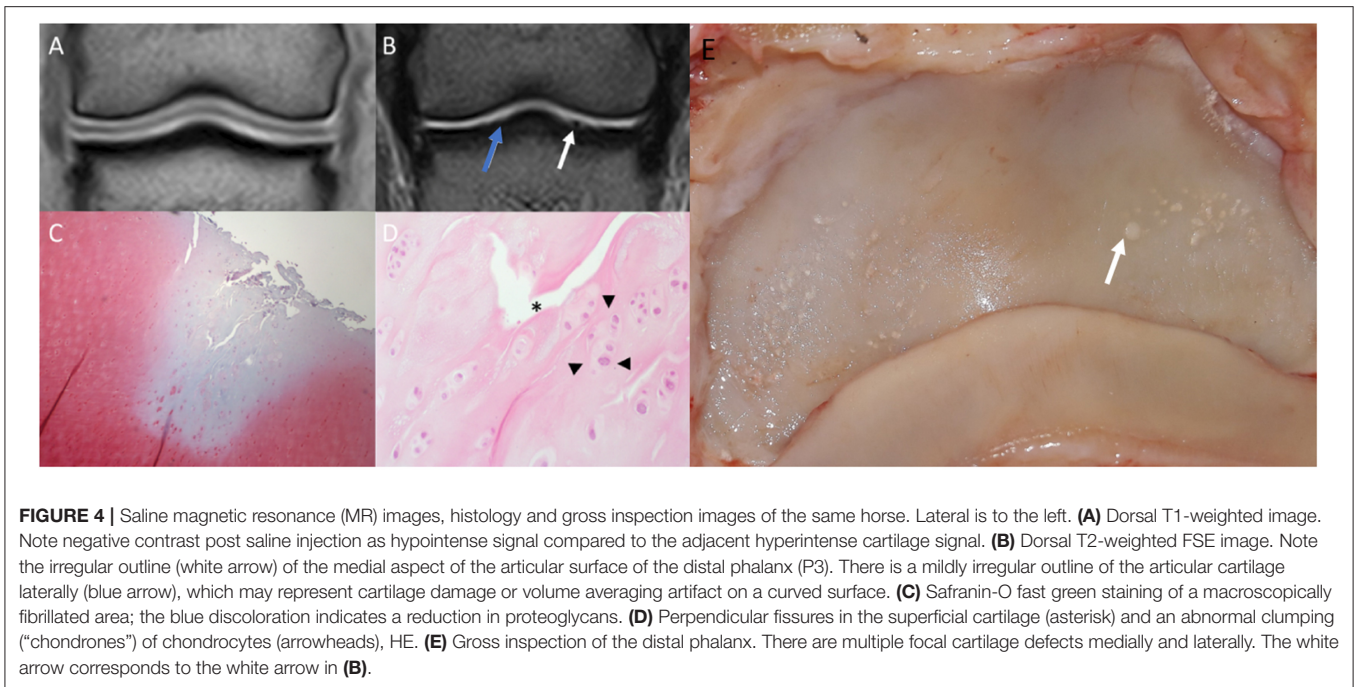 A
B
E
C
D
*
FIGURE 4 | Saline magnetic resonance (MR) images, histology and gross inspection images of the same horse. Lateral is to the left. (A) Dorsal T1-weighted image.
Note negative contrast post saline injection as hypointense signal compared to the adjacent hyperintense cartilage signal. (B) Dorsal T2-weighted FSE image. Note
the irregular outline (white arrow) of the medial aspect of the articular surface of the distal phalanx (P3). There is a mildly irregular outline of the articular cartilage
laterally (blue arrow), which may represent cartilage damage or volume averaging artifact on a curved surface. (C) Safranin-O fast green staining of a macroscopically
fibrillated area; the blue discoloration indicates a reduction in proteoglycans. (D) Perpendicular fissures in the superficial cartilage (asterisk) and an abnormal clumping
(“chondrones”) of chondrocytes (arrowheads), HE. (E) Gross inspection of the distal phalanx. There are multiple focal cartilage defects medially and laterally. The white
arrow corresponds to the white arrow in (B).